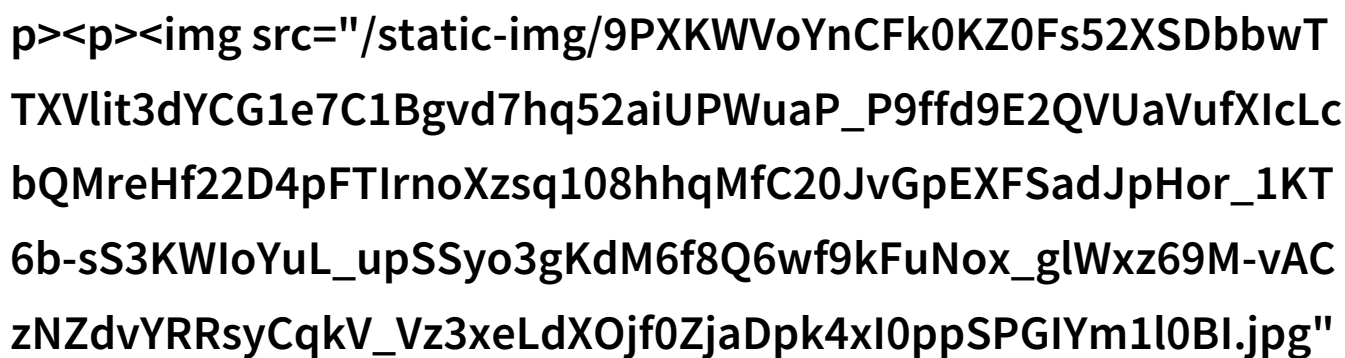 p><p><img src="/static-img/9PXKWVoYnCFk0KZ0Fs52XSDbbwT
TXVlit3dYCG1e7C1Bgvd7hq52aiUPWuaP_P9ffd9E2QVUaVufXIcLc
bQMreHf22D4pFTIrnoXzsq108hhqMfC20JvGpEXFSadJpHor_1KT
6b-sS3KWIoYuL_upSSyo3gKdM6f8Q6wf9kFuNox_glWxz69M-vAC
zNZdvYRRsyCqkV_Vz3xeLdXOjf0ZjaDpk4xI0ppSPGIYm1l0BI.jpg"